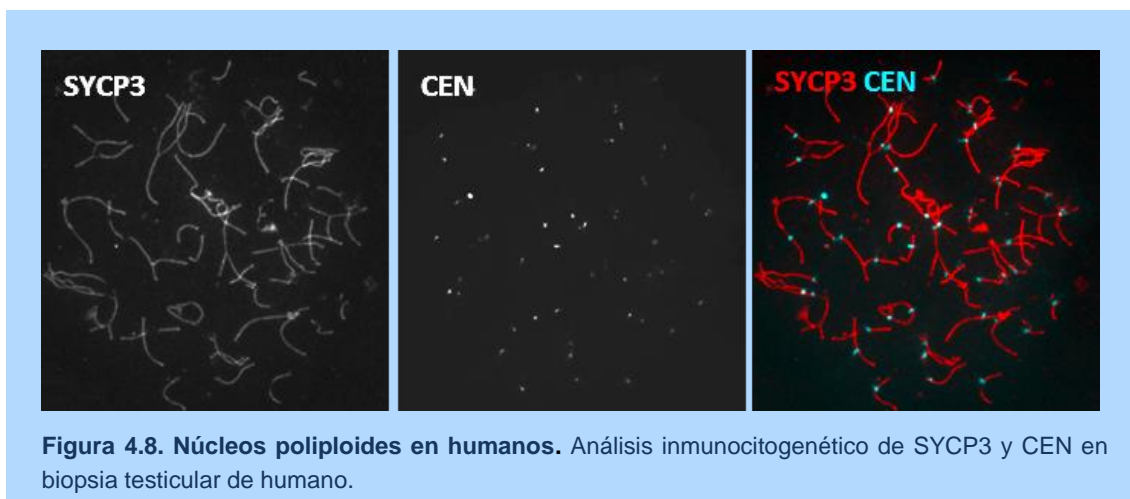 SYCP3
CEN
SYCP3 CEN
Figura 4.8. Núcleos poliploides en humanos. Análisis inmunocitogenético de SYCP3 y CEN en
biopsia testicular de humano.